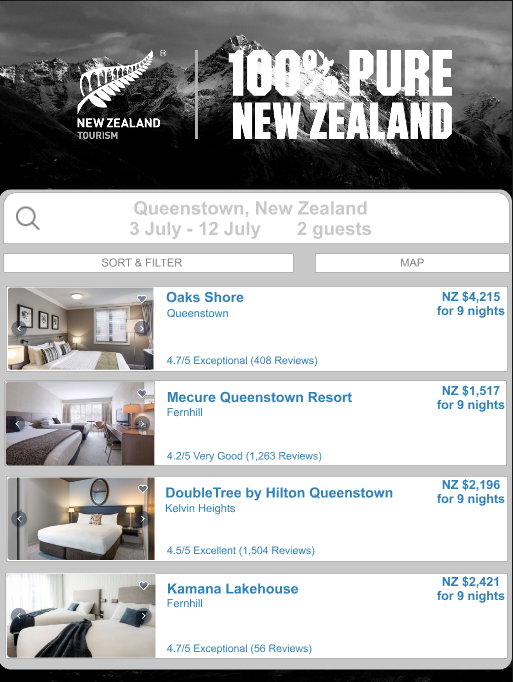 ®
100% PURE
NEW ZEALAND
NEW ZEALAND
TOURISM
Queenstown, New Zealand
3 July - 12 July 2 guests
SORT & FILTER
MAP
Oaks Shore
Queenstown
4.7/5 Exceptional (408 Reviews)
NZ $4,215
for 9 nights
Mecure Queenstown Resort
Fernhill
4.2/5 Very Good (1,263 Reviews)
NZ $1,517
for 9 nights
DoubleTree by Hilton Queenstown
Kelvin Heights
4.5/5 Excellent (1,504 Reviews)
NZ $2,196
for 9 nights
Kamana Lakehouse
Fernhill
4.7/5 Exceptional (56 Reviews)
NZ $2,421
for 9 nights